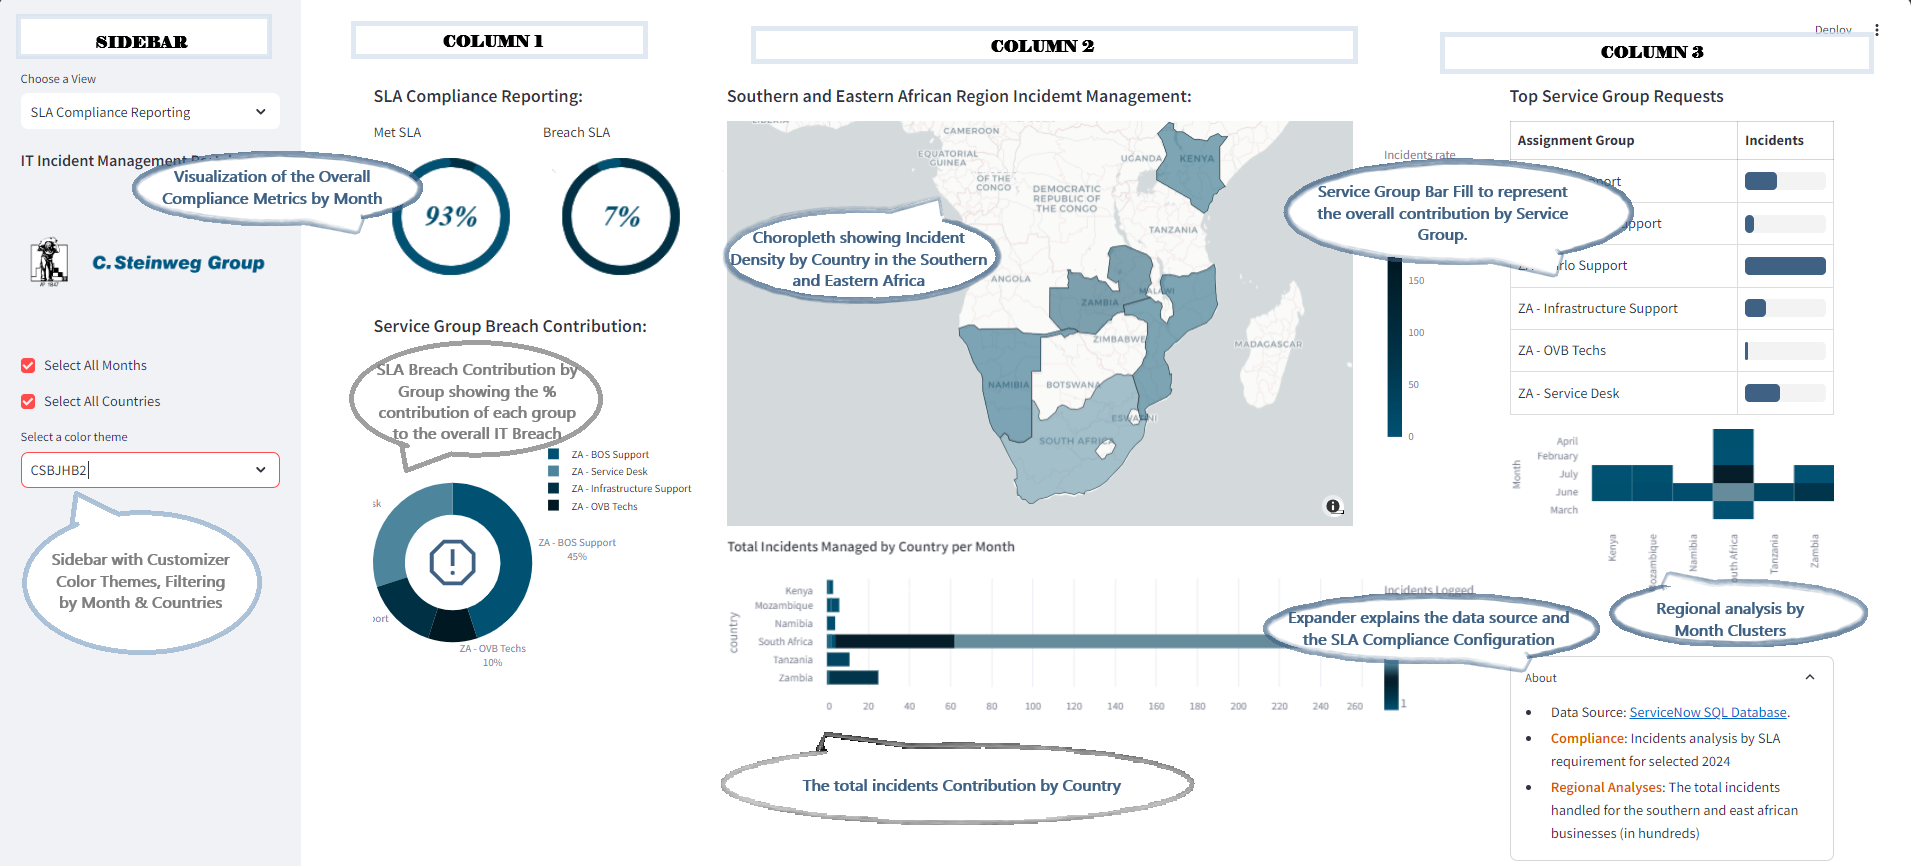 SIDEBAR
Choose a View
SLA Compliance Reporting
IT Incident Management
Visualization of the Overall
Compliance Metrics by Month
AF 1847
C. Steinweg Group
Select All Months
Select All Countries
Select a color theme
CSBJHB2
Sidebar with Customizer
Color Themes, Filtering
by Month & Countries
COLUMN 1
SLA Compliance Reporting:
Met SLA
Breach SLA
93%
7%
Service Group Breach Contribution:
SLA Breach Contribution by
Group showing the %
contribution of each group
to the overall IT Breach
ZA - BOS Support
ZA - Service Desk
ZA - Infrastructure Support
ZA - OVB Techs
sk
ZA - BOS Support
45%
ort
ZA - OVB Techs
10%
COLUMN 2
Southern and Eastern African Region Incidemt Management:
CAMEROON
EQUATORIAL
GUINEA
OF THE
CONGO
DEMOCRATIC
REPUBLIC OF
THE CONGO
UGANDA
KENYA
TANZANIA
Choropleth showing Incident
Density by Country in the Southern
and Eastern Africa
ANGOLA
ZAMBIA
MALAWI
ZIMBABWE
MADAGASCAR
NAMIBIA
BOTSWANA
ESWATINI
SOUTH AFRICA
Incidents rate
150
100
50
0
Total Incidents Managed by Country per Month
country
Kenya
Mozambique
Namibia
South Africa
Tanzania
Zambia
0 20 40 60 80 100 120 140 160 180 200 220 240 260
Incidents Logged
1
The total incidents Contribution by Country
Deploy
COLUMN 3
Top Service Group Requests
Assignment Group Incidents
port
Service Group Bar Fill to represent
the overall contribution by Service
Group.
pport
rlo Support
ZA - Infrastructure Support
ZA - OVB Techs
ZA - Service Desk
Month
April
February
July
June
March
Kenya
ozambique
Namibia
outh Africa
Tanzania
Zambia
Expander explains the data source and
the SLA Compliance Configuration
Regional analysis by
Month Clusters
About
Data Source: ServiceNow SQL Database.
Compliance: Incidents analysis by SLA
requirement for selected 2024
Regional Analyses: The total incidents
handled for the southern and east african
businesses (in hundreds)